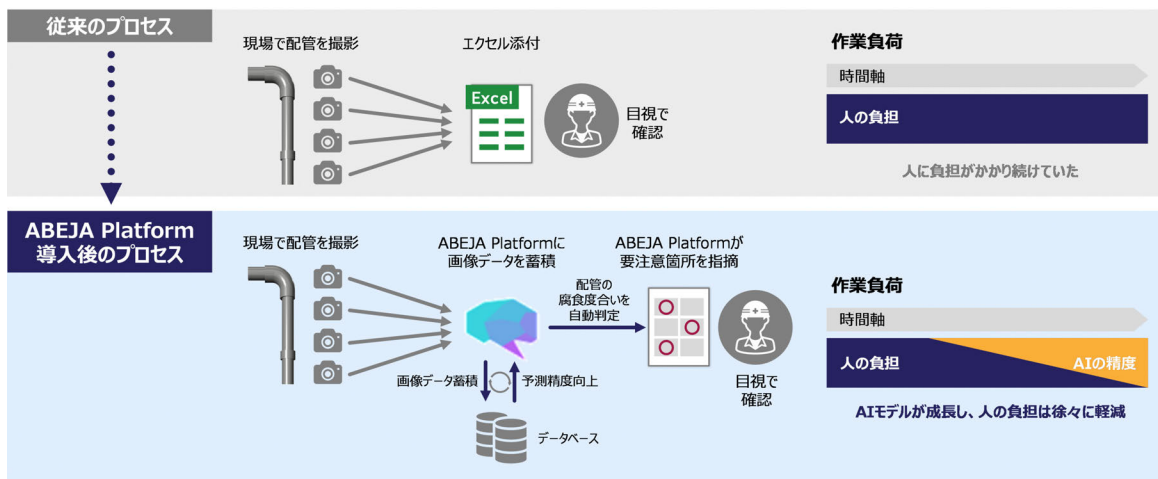 従来のプロセス
現場で配管を撮影
エクセル添付
Excel
目視で
確認
作業負荷
時間軸
人の負担
人に負担がかかり続けていた
ABEJA Platform
導入後のプロセス
現場で配管を撮影
ABEJA Platformに
画像データを蓄積
ABEJA Platformが
要注意箇所を指摘
配管の
腐食度合いを
自動判定
画像データ蓄積
予測精度向上
データベース
目視で
確認
作業負荷
時間軸
人の負担
AIの精度
AIモデルが成長し、人の負担は徐々に軽減